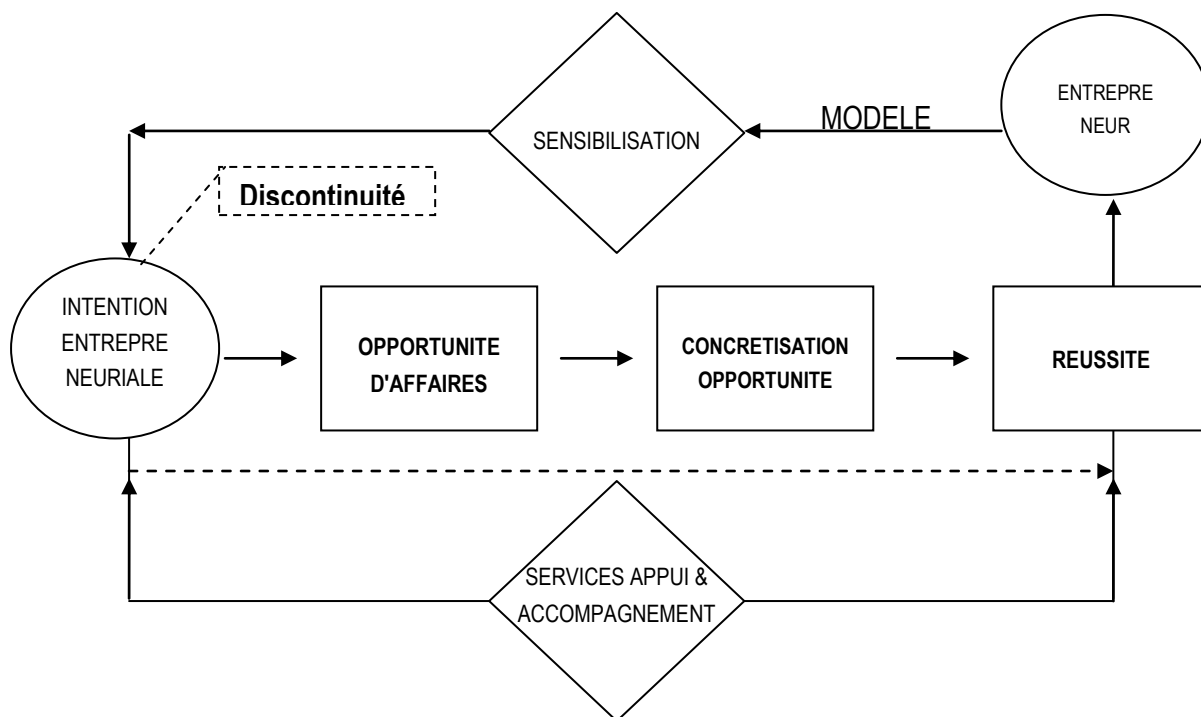 ENTREPRE
NEUR
MODELE
SENSIBILISATION
Discontinuité
INTENTION
ENTREPRE
NEURIALE
OPPORTUNITE
D'AFFAIRES
CONCRETISATION
OPPORTUNITE
REUSSITE
SERVICES APPUI &
ACCOMPAGNEMENT